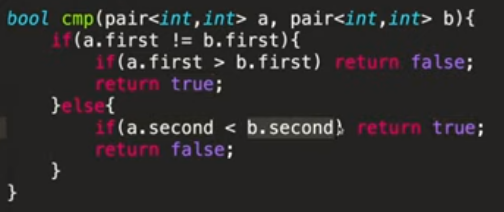 bool cmp(pair<int,int> a, pair<int,int> b){
if(a.first != b.first){
if(a.first > b.first) return false;
return true;
}else{
if(a.second < b.second) return true;
return false;
}
}